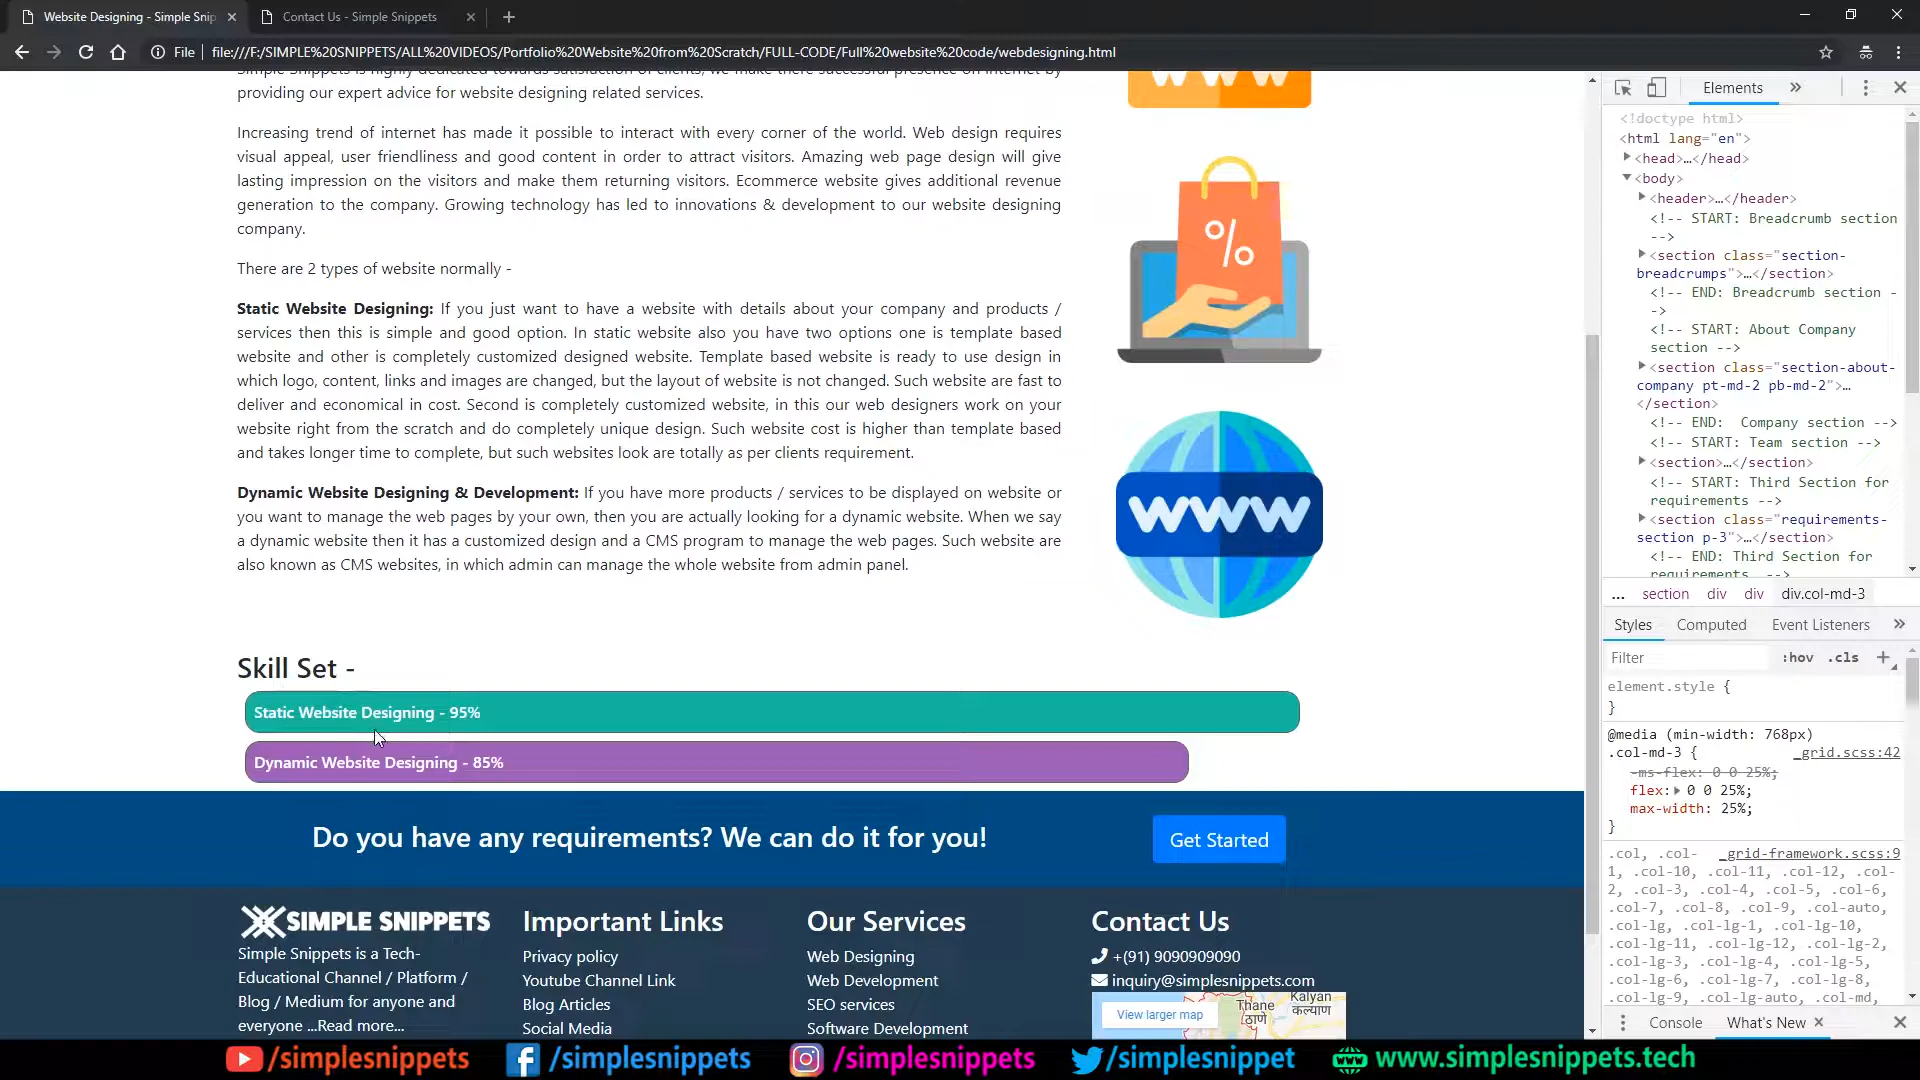 Website Designing - Simple Snip
Contact Us - Simple Snippets
File
file:///F:/SIMPLE%20SNIPPETS/ALL%20VIDEOS/Portfolio%20Website%20from%20Scratch/FULL-CODE/Full%20website%20code/webdesigning.html
Simple Snippets is highly dedicated towards satisfaction of clients, we make there successful presence on internet by
providing our expert advice for website designing related services.
Increasing trend of internet has made it possible to interact with every corner of the world. Web design requires
visual appeal, user friendliness and good content in order to attract visitors. Amazing web page design will give
lasting impression on the visitors and make them returning visitors. Ecommerce website gives additional revenue
generation to the company. Growing technology has led to innovations & development to our website designing
company.
There are 2 types of website normally -
Static Website Designing: If you just want to have a website with details about your company and products /
services then this is simple and good option. In static website also you have two options one is template based
website and other is completely customized designed website. Template based website is ready to use design in
which logo, content, links and images are changed, but the layout of website is not changed. Such website are fast to
deliver and economical in cost. Second is completely customized website, in this our web designers work on your
website right from the scratch and do completely unique design. Such website cost is higher than template based
and takes longer time to complete, but such websites look are totally as per clients requirement.
Dynamic Website Designing & Development: If you have more products / services to be displayed on website or
you want to manage the web pages by your own, then you are actually looking for a dynamic website. When we say
a dynamic website then it has a customized design and a CMS program to manage the web pages. Such website are
also known as CMS websites, in which admin can manage the whole website from admin panel.
WWW
%
WWW
Skill Set -
Static Website Designing - 95%
Dynamic Website Designing - 85%
Do you have any requirements? We can do it for you!
Get Started
SIMPLE SNIPPETS
Simple Snippets is a Tech-
Educational Channel / Platform /
Blog / Medium for anyone and
everyone ...Read more...
Important Links
Privacy policy
Youtube Channel Link
Blog Articles
Social Media
Our Services
Web Designing
Web Development
SEO services
Software Development
Contact Us
+(91) 9090909090
inquiry@simplesnippets.com
View larger map
Thane
ठाणे
Kalyan
कल्याण
Elements
<!doctype html>
<html lang="en">
<head>…</head>
<body>
<header>…</header>
<!-- START: Breadcrumb section
-->
<section class="section-
breadcrumps">…</section>
<!-- END: Breadcrumb section -
->
<!-- START: About Company
section -->
<section class="section-about-
company pt-md-2 pb-md-2">…
</section>
<!-- END:  Company section -->
<!-- START: Team section -->
<section>…</section>
<!-- START: Third Section for
requirements -->
<section class="requirements-
section p-3">…</section>
<!-- END: Third Section for
requirements  -->
... section div div div.col-md-3
Styles Computed Event Listeners
Filter :hov .cls +
element.style {
}
@media (min-width: 768px)
.col-md-3 { _grid.scss:42
-ms-flex: 0 0 25%;
flex: 0 0 25%;
max-width: 25%;
}
.col, .col- _grid-framework.scss:9
1, .col-10, .col-11, .col-12, .col-
2, .col-3, .col-4, .col-5, .col-6,
.col-7, .col-8, .col-9, .col-auto,
.col-lg, .col-lg-1, .col-lg-10,
.col-lg-11, .col-lg-12, .col-lg-2,
.col-lg-3, .col-lg-4, .col-lg-5,
.col-lg-6, .col-lg-7, .col-lg-8,
.col-lg-9, .col-lg-auto, .col-md,
Console What's New
/simplesnippets
/simplesnippets
/simplesnippets
/simplesnippet
www.simplesnippets.tech